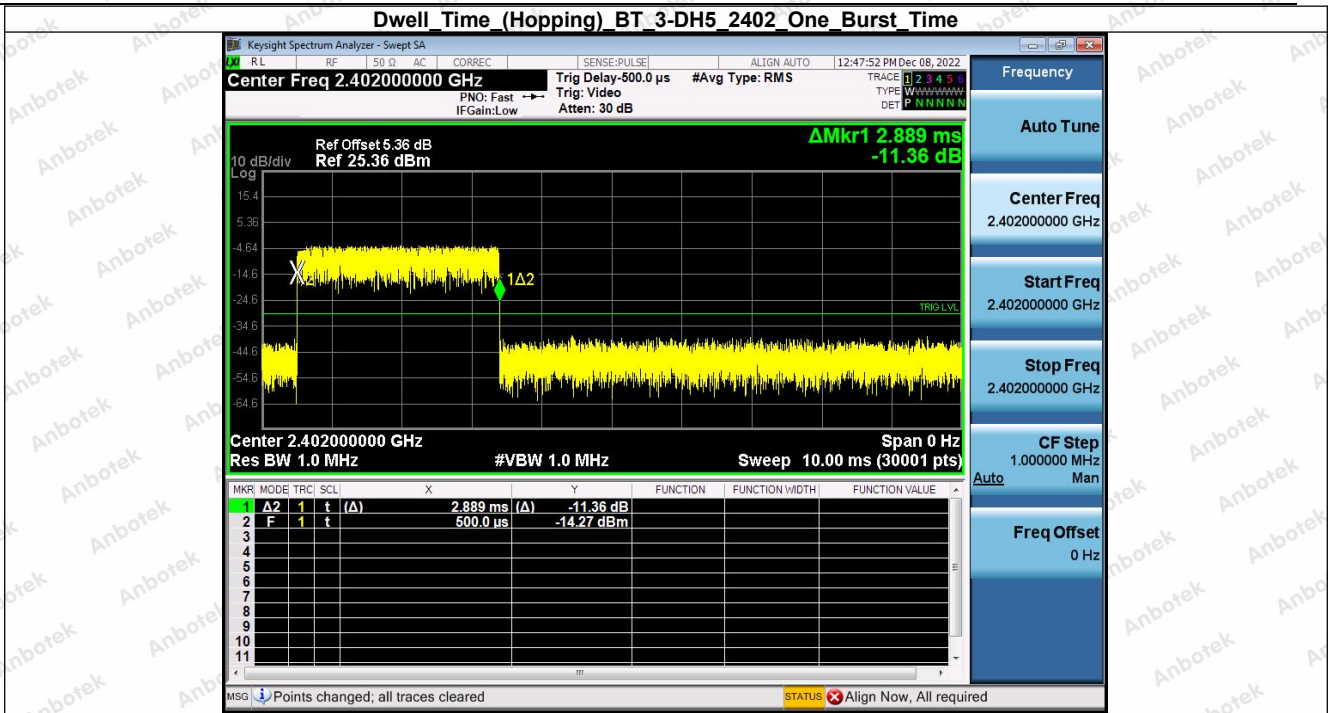 Dwell_Time_(Hopping)_BT_3-DH5_2402_One_Burst_Time
Keysight Spectrum Analyzer - Swept SA
LXI RL RF 50 Ω AC CORREC SENSE:PULSE ALIGN AUTO 12:47:52 PM Dec 08, 2022
Center Freq 2.402000000 GHz
PNO: Fast
IFGain:Low
Trig Delay-500.0 µs
Trig: Video
Atten: 30 dB
#Avg Type: RMS
TRACE 1 2 3 4 5 6
TYPE WWWWWW
DET P N N N N N
ΔMkr1 2.889 ms
-11.36 dB
Ref Offset 5.36 dB
10 dB/div Ref 25.36 dBm
Log
15.4
5.36
-4.64
-14.6
-24.6
-34.6
-44.6
-54.6
-64.6
1Δ2
TRIG LVL
Center 2.402000000 GHz Span 0 Hz
Res BW 1.0 MHz #VBW 1.0 MHz Sweep 10.00 ms (30001 pts)
MKR MODE TRC SCL X Y FUNCTION FUNCTION WIDTH FUNCTION VALUE
1 Δ2 1 t (Δ) 2.889 ms (Δ) -11.36 dB
2 F 1 t 500.0 µs -14.27 dBm
3
4
5
6
7
8
9
10
11
MSG Points changed; all traces cleared STATUS Align Now, All required
Frequency
Auto Tune
Center Freq
2.402000000 GHz
Start Freq
2.402000000 GHz
Stop Freq
2.402000000 GHz
CF Step
1.000000 MHz
Auto Man
Freq Offset
0 Hz
Anbotek